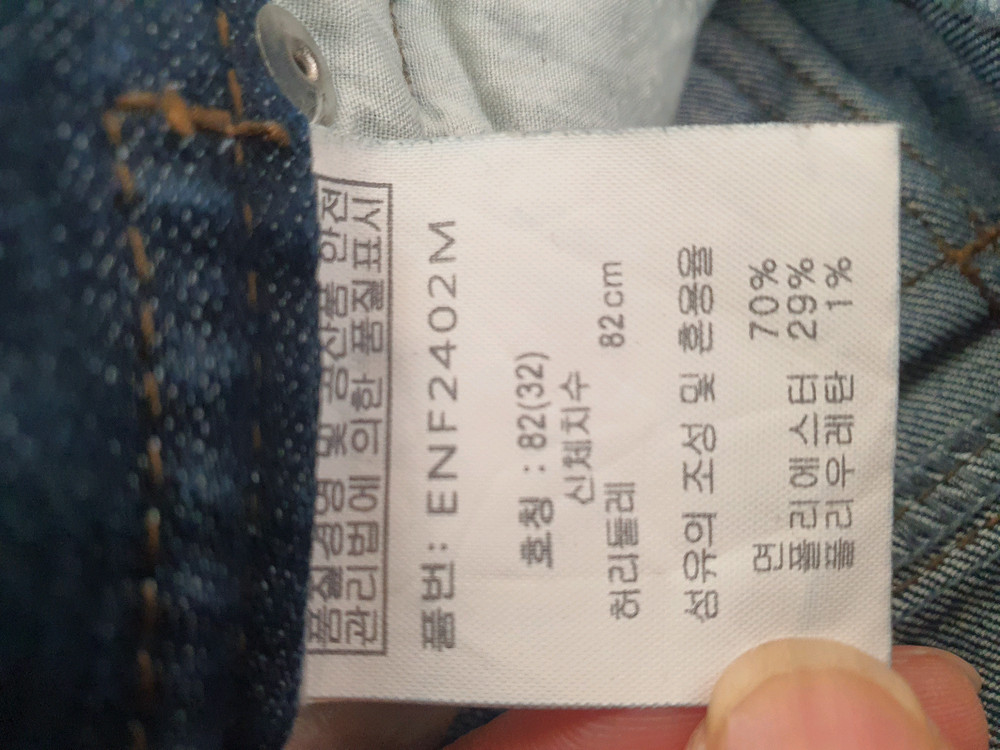 품질경영 및 공산품 안전
관리법에 의한 품질표시
품번: ENF2402M
호칭 : 82(32)
신체치수
허리둘레 82cm
섬유의 조성 및 혼용율
면 70%
폴리에스터 29%
폴리우레탄 1%